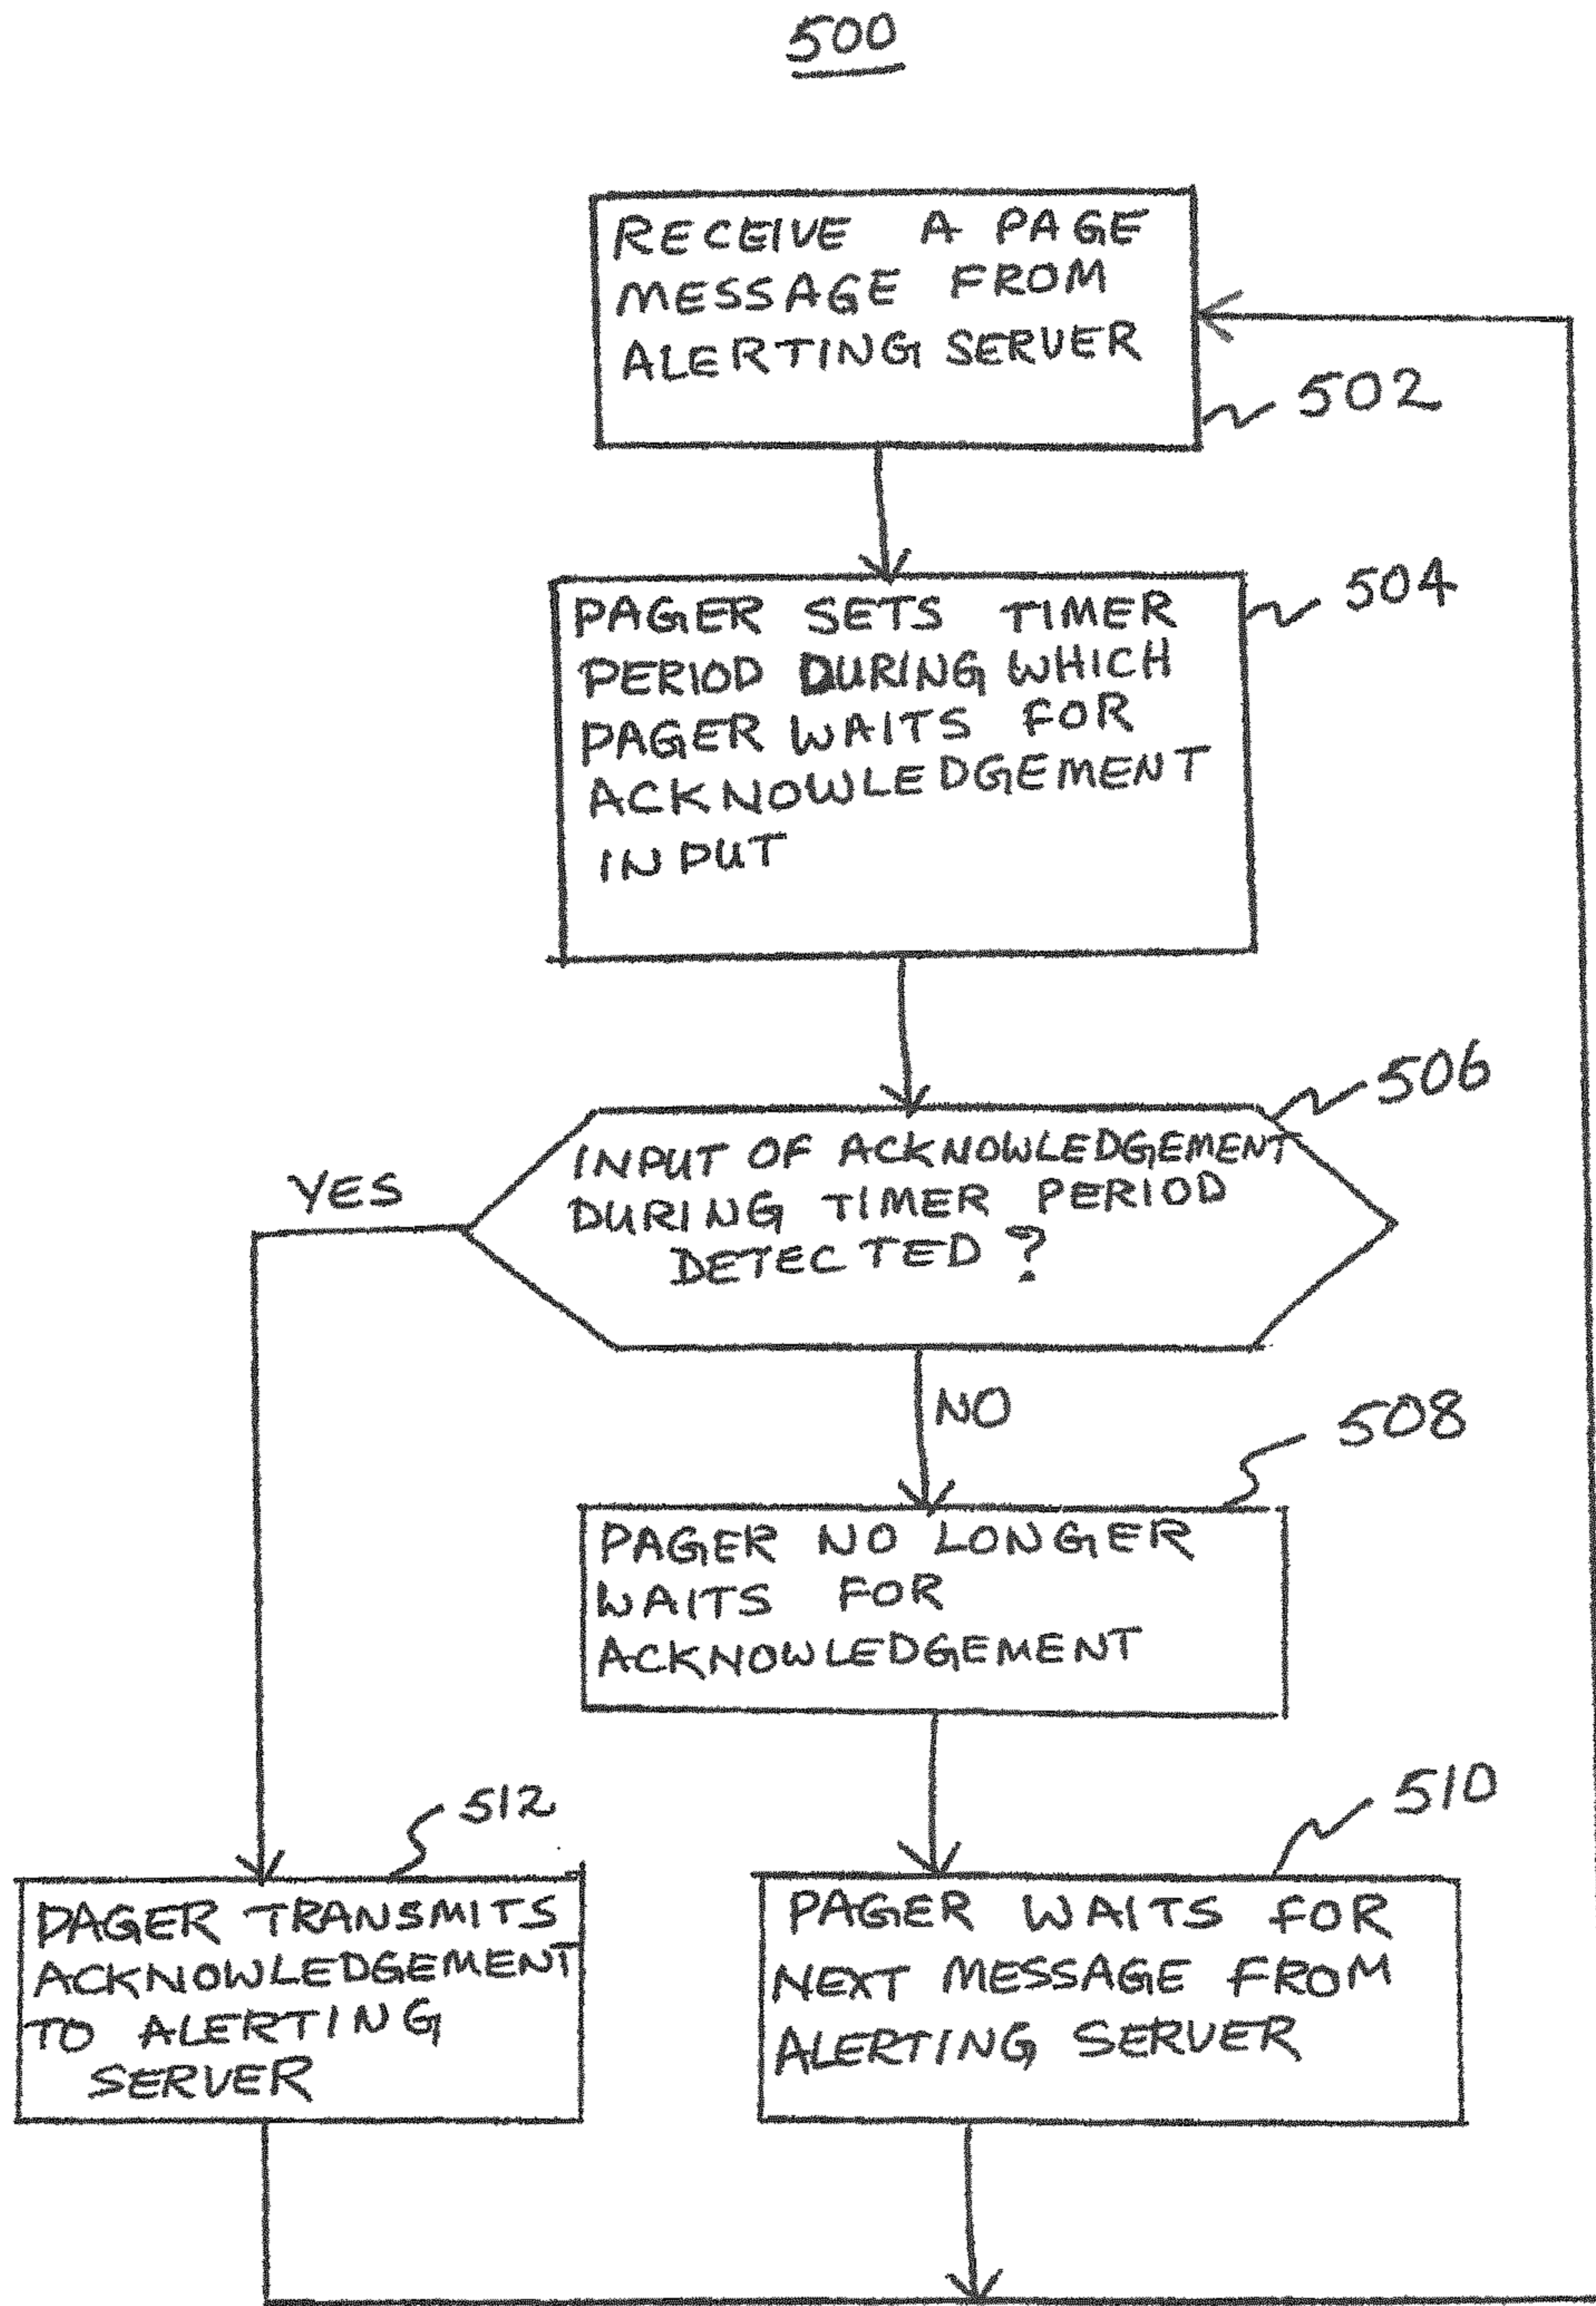 500
RECEIVE A PAGE
MESSAGE FROM
ALERTING SERVER
502
PAGER SETS TIMER
PERIOD DURING WHICH
PAGER WAITS FOR
ACKNOWLEDGEMENT
INPUT
504
506
INPUT OF ACKNOWLEDGEMENT
DURING TIMER PERIOD
DETECTED ?
YES
NO
508
PAGER NO LONGER
WAITS FOR
ACKNOWLEDGEMENT
512
PAGER TRANSMITS
ACKNOWLEDGEMENT
TO ALERTING
SERVER
510
PAGER WAITS FOR
NEXT MESSAGE FROM
ALERTING SERVER